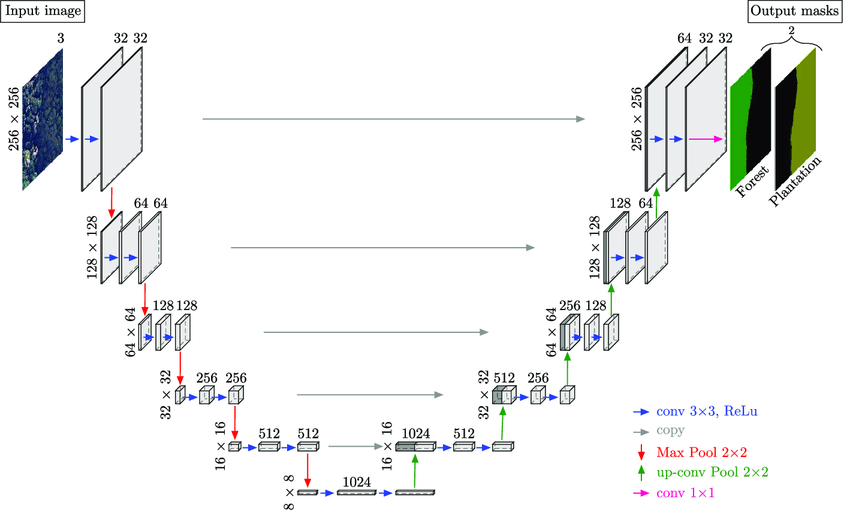 Input image
Output masks
3
32 32
64 32 32
2
256 × 256
256 × 256
Forest
Plantation
64 64
128 64
128 × 128
128 × 128
128 128
256 128
64 × 64
64 × 64
256 256
512 256
32 × 32
32 × 32
512 512
1024 512
16 × 16
16 × 16
1024
8 × 8
conv 3×3, ReLu
copy
Max Pool 2×2
up-conv Pool 2×2
conv 1×1